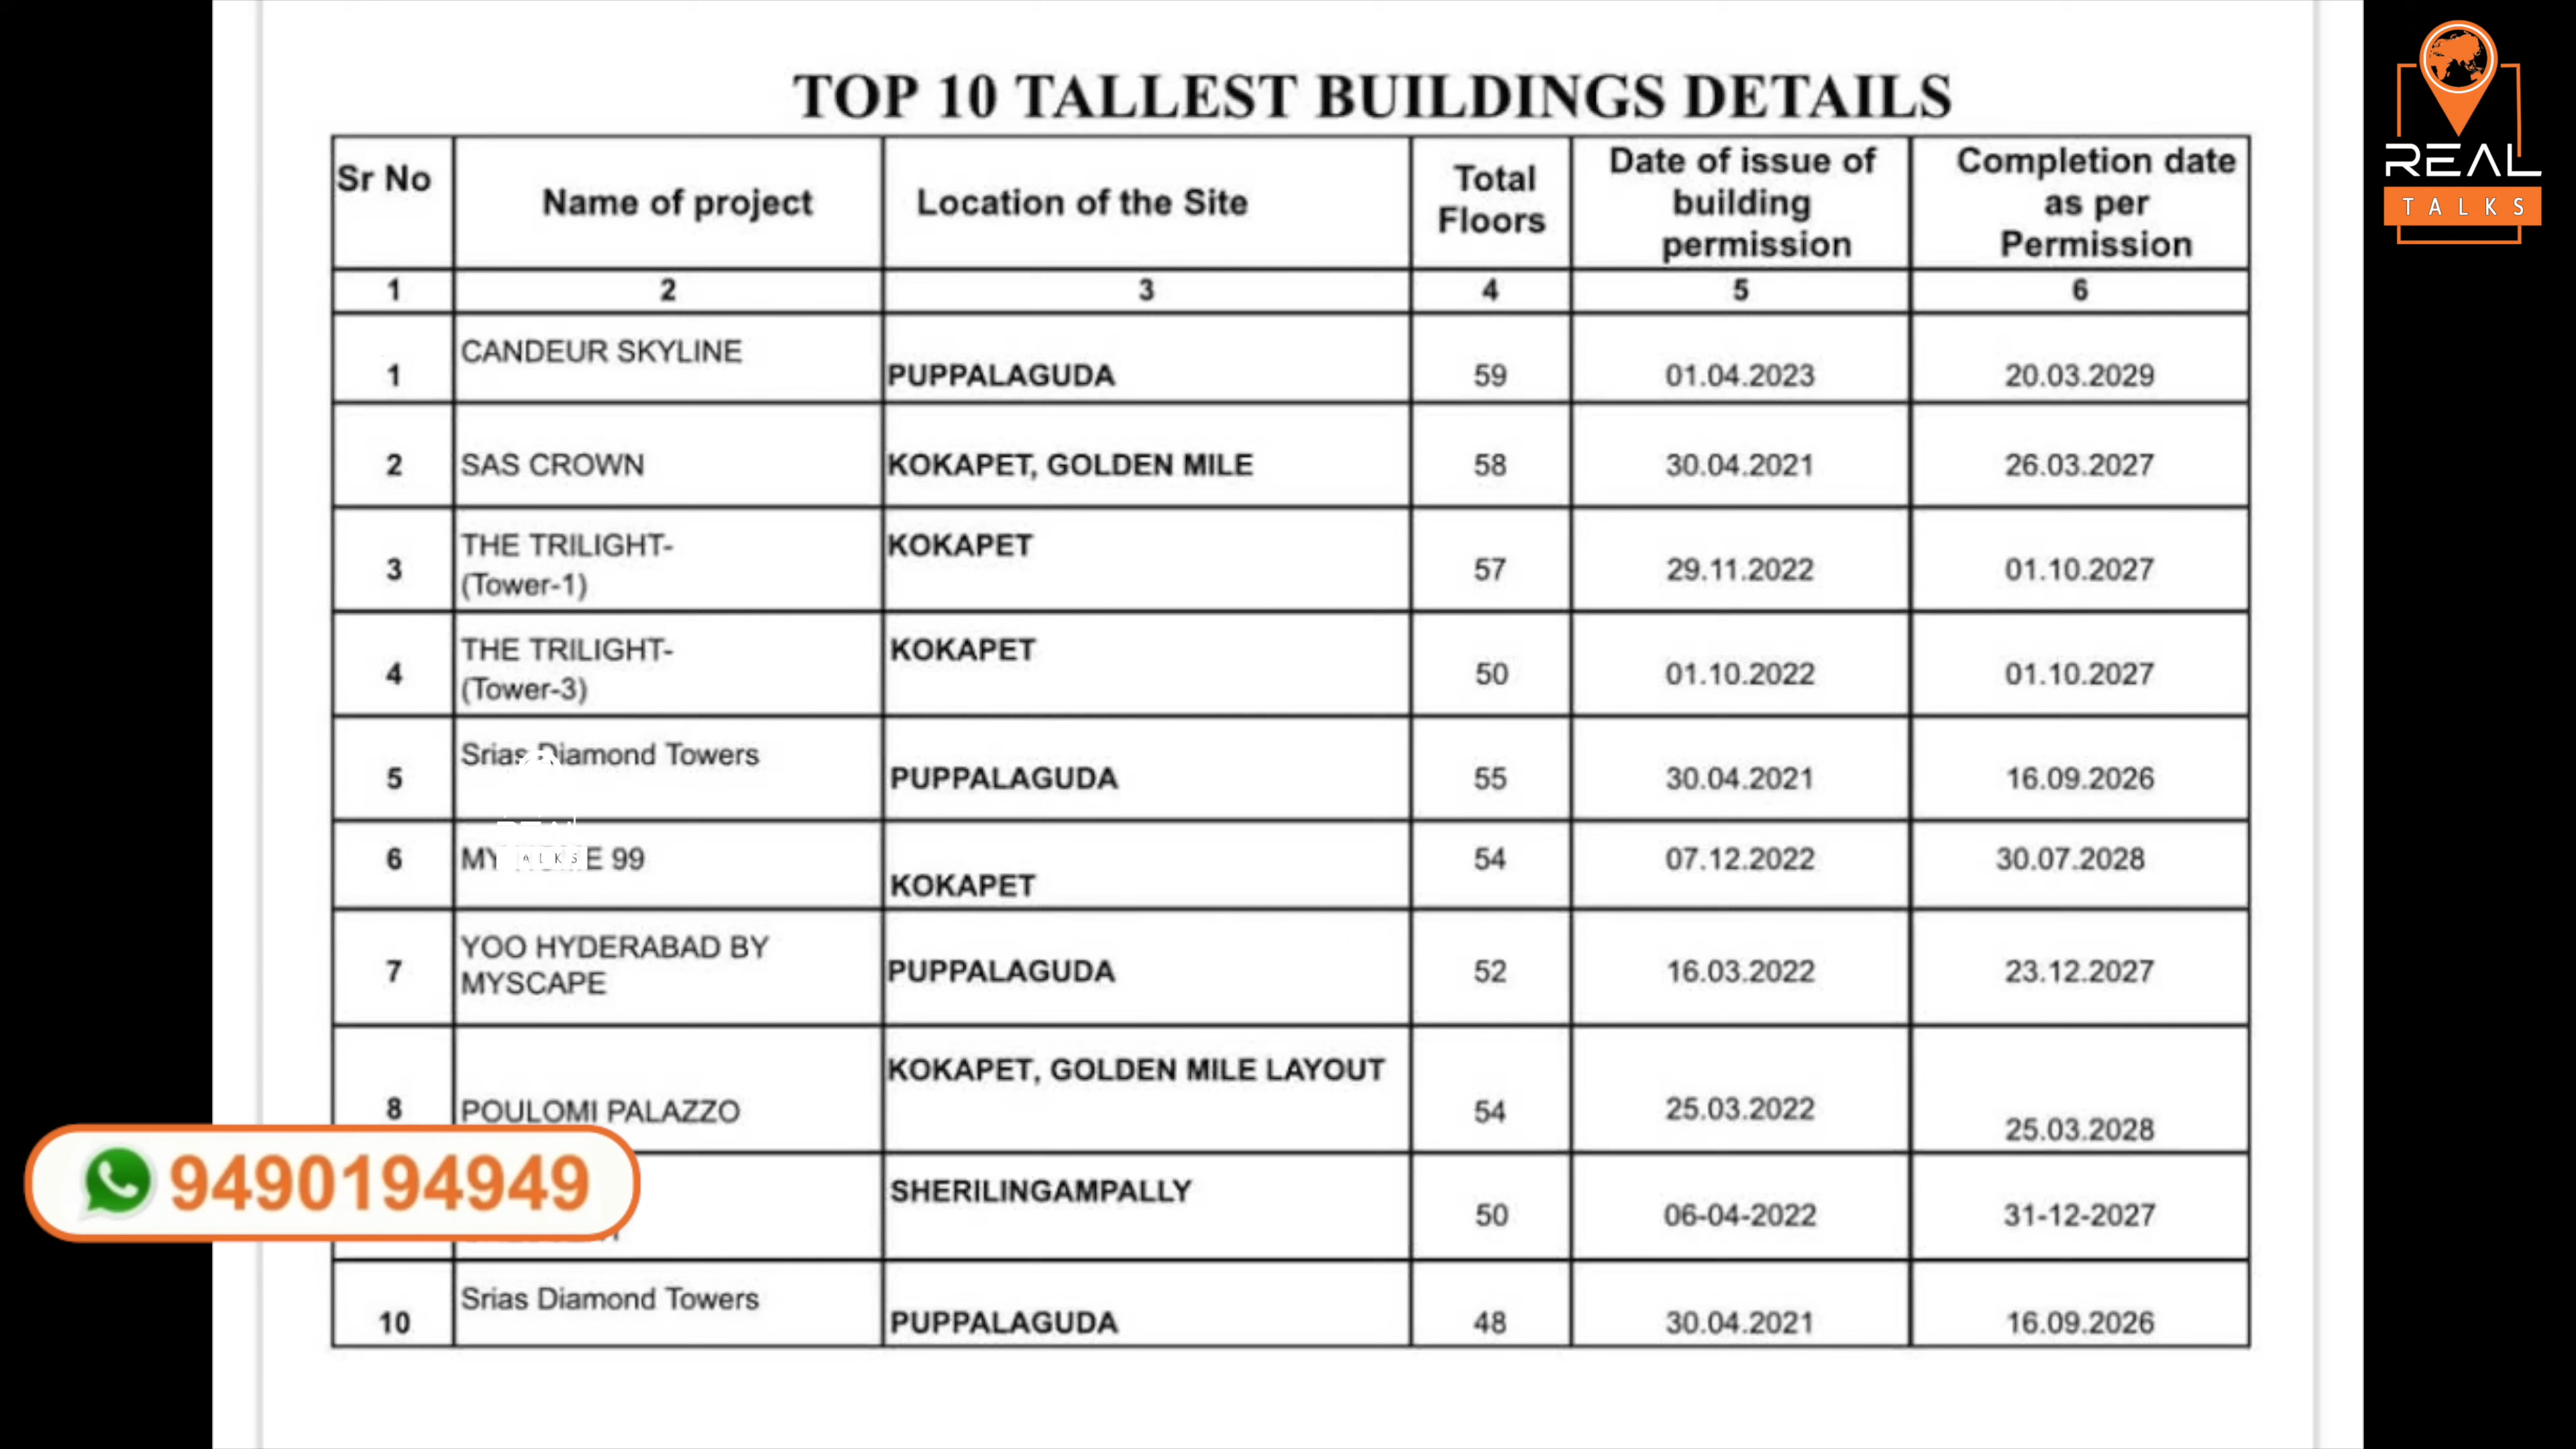 TOP 10 TALLEST BUILDINGS DETAILS
REAL
TALKS
Sr No Name of project Location of the Site Total Floors Date of issue of building permission Completion date as per Permission
1 2 3 4 5 6
1 CANDEUR SKYLINE PUPPALAGUDA 59 01.04.2023 20.03.2029
2 SAS CROWN KOKAPET, GOLDEN MILE 58 30.04.2021 26.03.2027
3 THE TRILIGHT- (Tower-1) KOKAPET 57 29.11.2022 01.10.2027
4 THE TRILIGHT- (Tower-3) KOKAPET 50 01.10.2022 01.10.2027
5 Srias Diamond Towers PUPPALAGUDA 55 30.04.2021 16.09.2026
6 MY 99 KOKAPET 54 07.12.2022 30.07.2028
7 YOO HYDERABAD BY MYSCAPE PUPPALAGUDA 52 16.03.2022 23.12.2027
8 POULOMI PALAZZO KOKAPET, GOLDEN MILE LAYOUT 54 25.03.2022 25.03.2028
SHERILINGAMPALLY 50 06-04-2022 31-12-2027
10 Srias Diamond Towers PUPPALAGUDA 48 30.04.2021 16.09.2026
9490194949